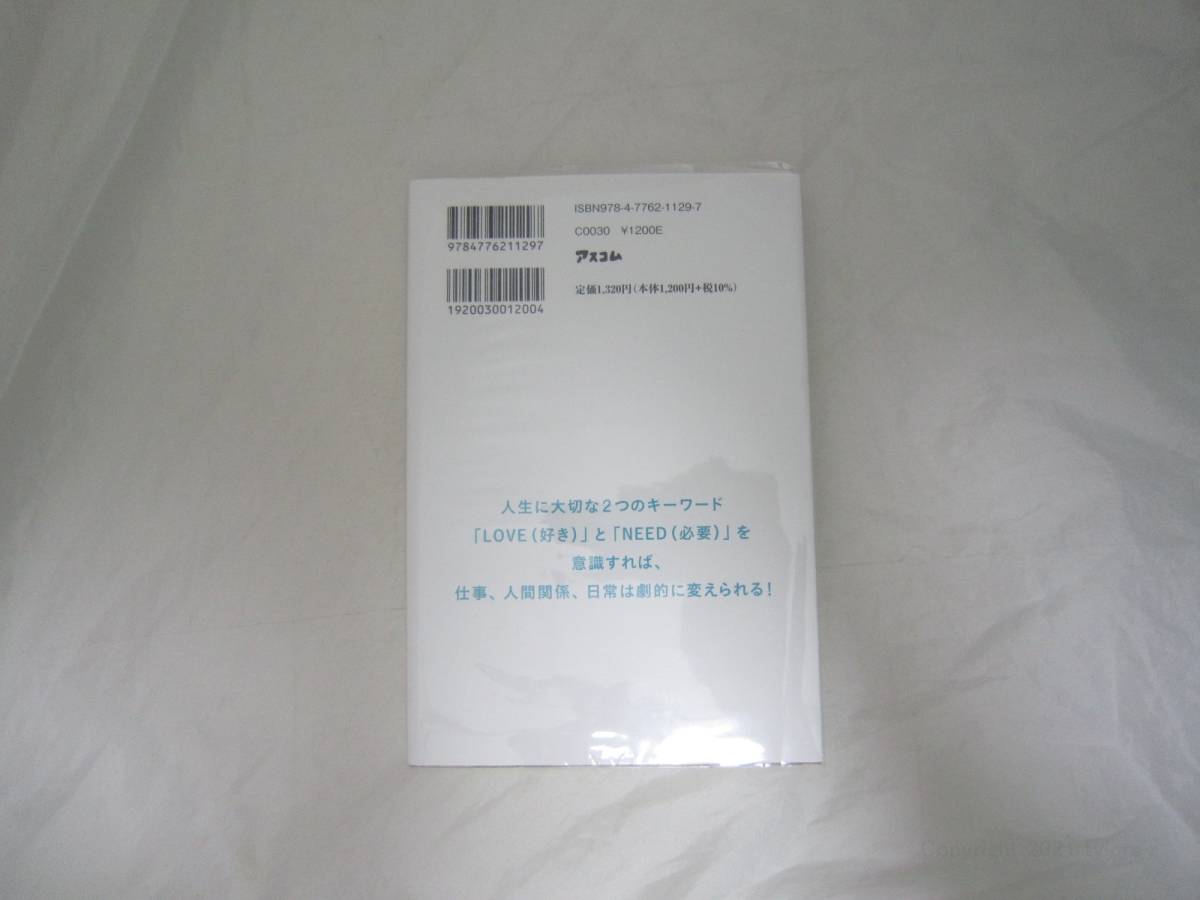 ISBN978-4-7762-1129-7
C0030 ¥1200E
9784776211297
アスコム
定価1,320円(本体1,200円+税10%)
1920030012004
人生に大切な2つのキーワード
「LOVE(好き)」と「NEED(必要)」を
意識すれば、
仕事、人間関係、日常は劇的に変えられる!
Copyright